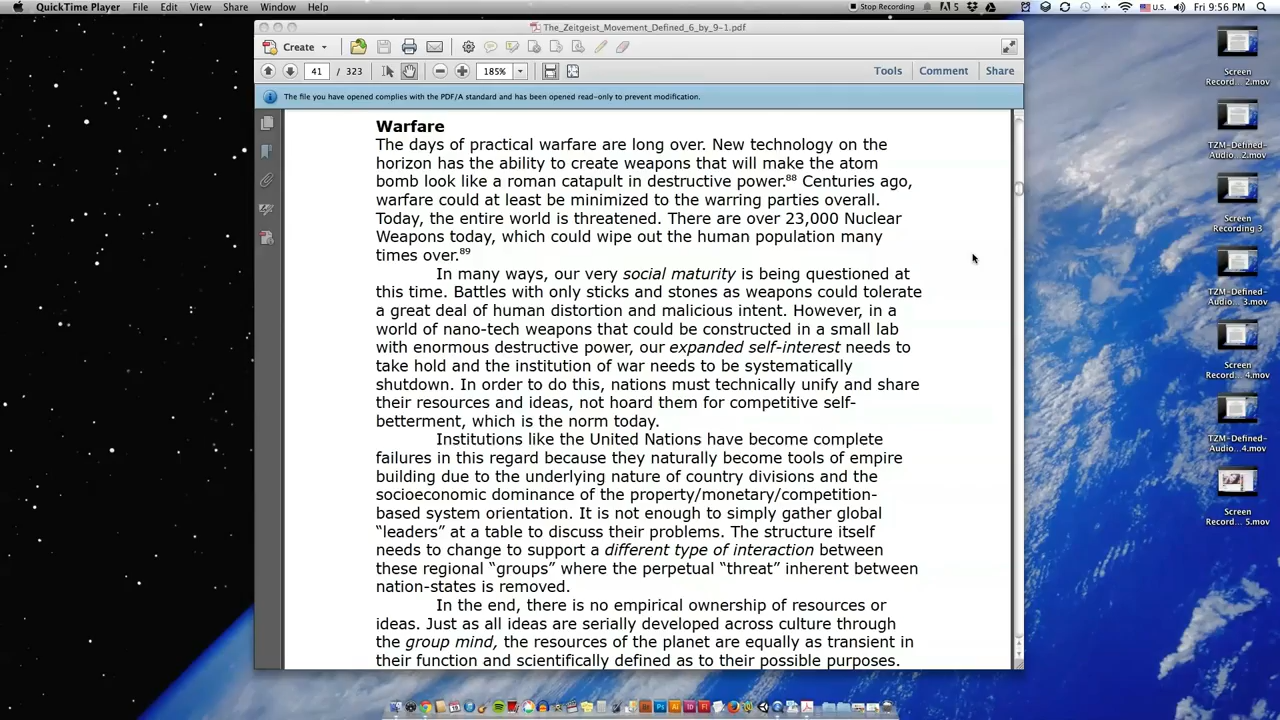 QuickTime Player File Edit View Share Window Help Stop Recording 5 U.S. Fri 9:56 PM
The_Zeitgeist_Movement_Defined_6_by_9-1.pdf
Create
41 / 323 185% Tools Comment Share
The file you have opened complies with the PDF/A standard and has been opened read-only to prevent modification.
Warfare
The days of practical warfare are long over. New technology on the
horizon has the ability to create weapons that will make the atom
bomb look like a roman catapult in destructive power.⁸⁸ Centuries ago,
warfare could at least be minimized to the warring parties overall.
Today, the entire world is threatened. There are over 23,000 Nuclear
Weapons today, which could wipe out the human population many
times over.⁸⁹
In many ways, our very social maturity is being questioned at
this time. Battles with only sticks and stones as weapons could tolerate
a great deal of human distortion and malicious intent. However, in a
world of nano-tech weapons that could be constructed in a small lab
with enormous destructive power, our expanded self-interest needs to
take hold and the institution of war needs to be systematically
shutdown. In order to do this, nations must technically unify and share
their resources and ideas, not hoard them for competitive self-
betterment, which is the norm today.
Institutions like the United Nations have become complete
failures in this regard because they naturally become tools of empire
building due to the underlying nature of country divisions and the
socioeconomic dominance of the property/monetary/competition-
based system orientation. It is not enough to simply gather global
“leaders” at a table to discuss their problems. The structure itself
needs to change to support a different type of interaction between
these regional “groups” where the perpetual “threat” inherent between
nation-states is removed.
In the end, there is no empirical ownership of resources or
ideas. Just as all ideas are serially developed across culture through
the group mind, the resources of the planet are equally as transient in
their function and scientifically defined as to their possible purposes.
Screen
Record... 2.mov
TZM-Defined-
Audio...2.mov
Screen
Recording 3
TZM-Defined-
Audio...3.mov
Screen
Record...4.mov
TZM-Defined-
Audio...4.mov
Screen
Record... 5.mov